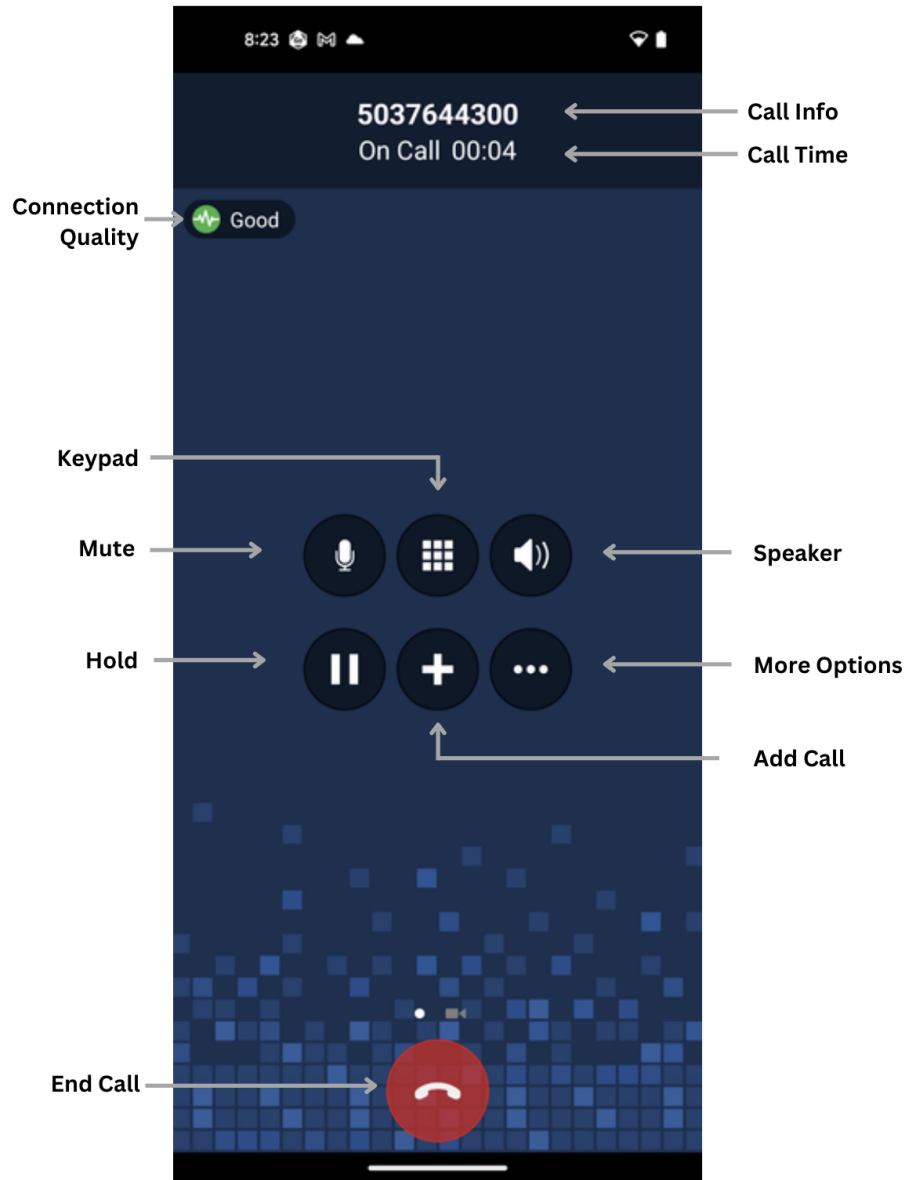 8:23
5037644300
Call Info
On Call 00:04
Call Time
Connection
Quality
Good
Keypad
Mute
Speaker
Hold
More Options
Add Call
End Call